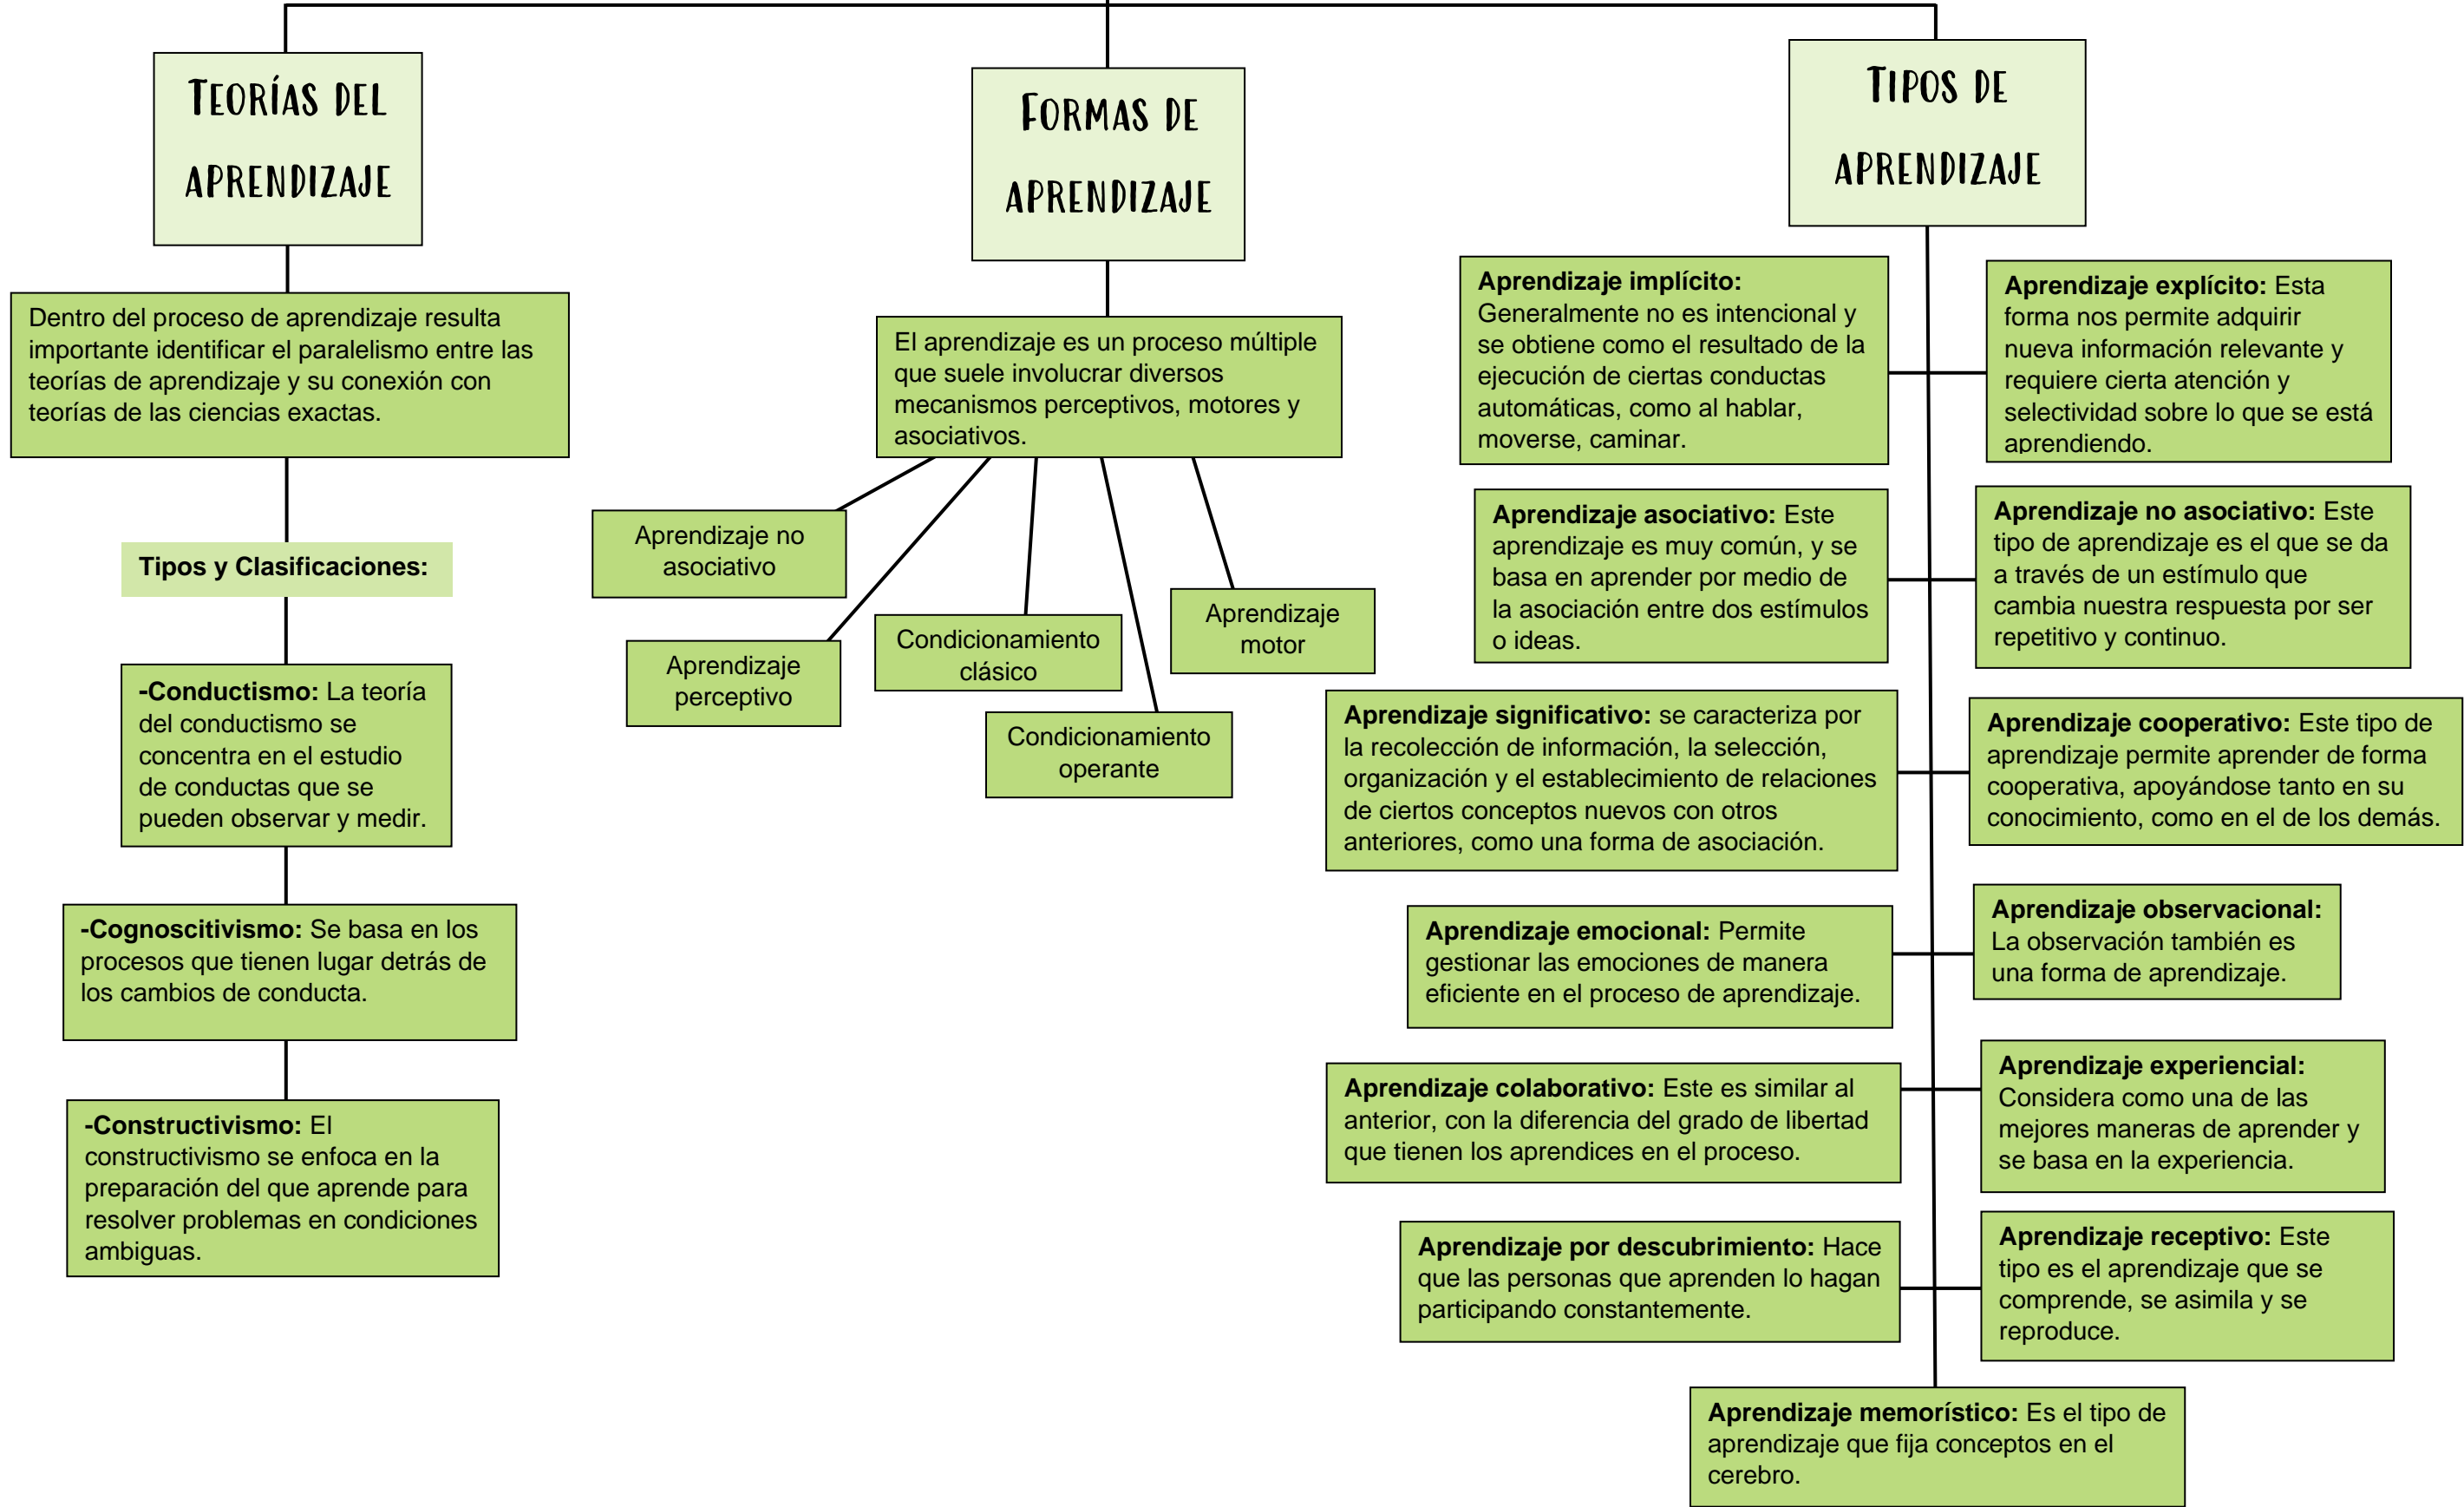 TEORÍAS DEL
APRENDIZAJE
Dentro del proceso de aprendizaje resulta
importante identificar el paralelismo entre las
teorías de aprendizaje y su conexión con
teorías de las ciencias exactas.
Tipos y Clasificaciones:
-Conductismo: La teoría
del conductismo se
concentra en el estudio
de conductas que se
pueden observar y medir.
-Cognoscitivismo: Se basa en los
procesos que tienen lugar detrás de
los cambios de conducta.
-Constructivismo: El
constructivismo se enfoca en la
preparación del que aprende para
resolver problemas en condiciones
ambiguas.
FORMAS DE
APRENDIZAJE
El aprendizaje es un proceso múltiple
que suele involucrar diversos
mecanismos perceptivos, motores y
asociativos.
Aprendizaje no
asociativo
Aprendizaje
perceptivo
Condicionamiento
clásico
Condicionamiento
operante
Aprendizaje
motor
TIPOS DE
APRENDIZAJE
Aprendizaje implícito:
Generalmente no es intencional y
se obtiene como el resultado de la
ejecución de ciertas conductas
automáticas, como al hablar,
moverse, caminar.
Aprendizaje explícito: Esta
forma nos permite adquirir
nueva información relevante y
requiere cierta atención y
selectividad sobre lo que se está
aprendiendo.
Aprendizaje asociativo: Este
aprendizaje es muy común, y se
basa en aprender por medio de
la asociación entre dos estímulos
o ideas.
Aprendizaje no asociativo: Este
tipo de aprendizaje es el que se da
a través de un estímulo que
cambia nuestra respuesta por ser
repetitivo y continuo.
Aprendizaje significativo: se caracteriza por
la recolección de información, la selección,
organización y el establecimiento de relaciones
de ciertos conceptos nuevos con otros
anteriores, como una forma de asociación.
Aprendizaje cooperativo: Este tipo de
aprendizaje permite aprender de forma
cooperativa, apoyándose tanto en su
conocimiento, como en el de los demás.
Aprendizaje emocional: Permite
gestionar las emociones de manera
eficiente en el proceso de aprendizaje.
Aprendizaje observacional:
La observación también es
una forma de aprendizaje.
Aprendizaje colaborativo: Este es similar al
anterior, con la diferencia del grado de libertad
que tienen los aprendices en el proceso.
Aprendizaje experiencial:
Considera como una de las
mejores maneras de aprender y
se basa en la experiencia.
Aprendizaje por descubrimiento: Hace
que las personas que aprenden lo hagan
participando constantemente.
Aprendizaje receptivo: Este
tipo es el aprendizaje que se
comprende, se asimila y se
reproduce.
Aprendizaje memorístico: Es el tipo de
aprendizaje que fija conceptos en el
cerebro.